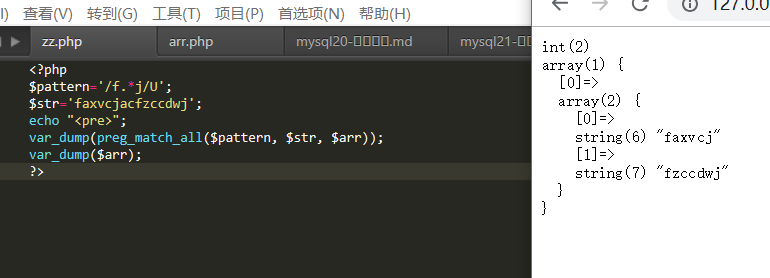 I) 查看(V) 转到(G) 工具(T) 项目(P) 首选项(N) 帮助(H)
zz.php arr.php mysql20-□□□□.md mysql21-□
<?php
$pattern='/f.*j/U';
$str='faxvcjacfzccdwj';
echo "<pre>";
var_dump(preg_match_all($pattern, $str, $arr));
var_dump($arr);
?>
127.0.0
int(2)
array(1) {
[0]=>
array(2) {
[0]=>
string(6) "faxvcj"
[1]=>
string(7) "fzccdwj"
}
}